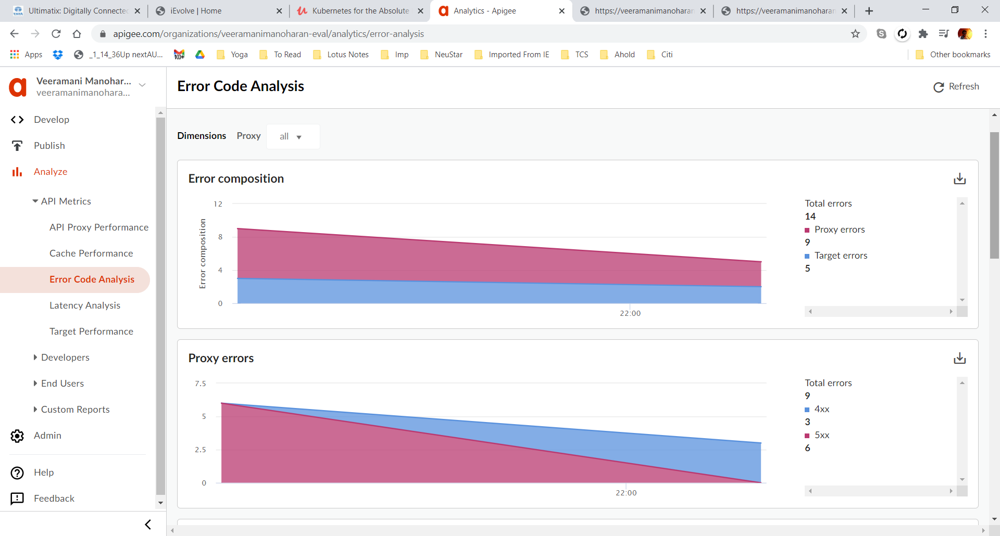 Ultimatix: Digitally Connected
iEvolve | Home
Kubernetes for the Absolute
Analytics - Apigee
https://veeramanimanoharan
https://veeramanimanoharan
apigee.com/organizations/veeramanimanoharan-eval/analytics/error-analysis
Apps
_1_14_36Up nextAU...
100+
Yoga
To Read
Lotus Notes
Imp
NeuStar
Imported From IE
TCS
Ahold
Citi
Other bookmarks
Veeramani Manohar...
veeramanimanohara...
Develop
Publish
Analyze
API Metrics
API Proxy Performance
Cache Performance
Error Code Analysis
Latency Analysis
Target Performance
Developers
End Users
Custom Reports
Admin
Help
Feedback
Error Code Analysis
Refresh
Dimensions Proxy all
Error composition
Error composition
12
8
4
0
22:00
Total errors
14
Proxy errors
9
Target errors
5
Proxy errors
7.5
5
2.5
0
22:00
Total errors
9
4xx
3
5xx
6